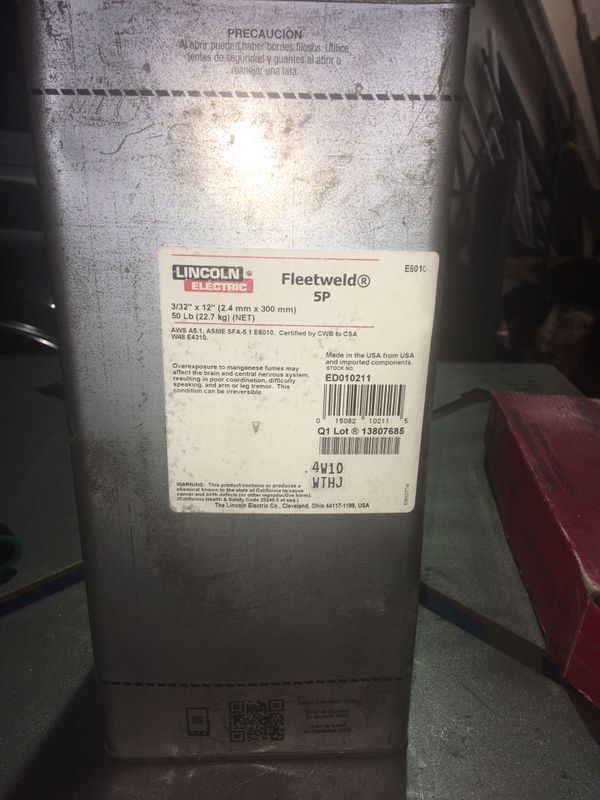 PRECAUCIÓN
Al abrir pueden haber bordes filosos. Utilice
lentes de seguridad y guantes al abrir o
manejar una lata.
LINCOLN ®
ELECTRIC
Fleetweld®
5P
E6010
3/32" x 12" (2.4 mm x 300 mm)
50 Lb (22.7 kg) (NET)
AWS A5.1, ASME SFA-5.1 E6010. Certified by CWB to CSA
W48 E4310.
Made in the USA from USA
and imported components.
STOCK NO.
ED010211
Overexposure to manganese fumes may
affect the brain and central nervous system,
resulting in poor coordination, difficulty
speaking, and arm or leg tremor. This
condition can be irreversible.
0 15082 10211 5
Q1 Lot ® 13807685
4W10
WTHJ
WARNING: This product contains or produces a
chemical known to the state of California to cause
cancer and birth defects (or other reproductive harm).
(California Health & Safety Code 25249.5 et seq.)
The Lincoln Electric Co., Cleveland, Ohio 44117-1199, USA